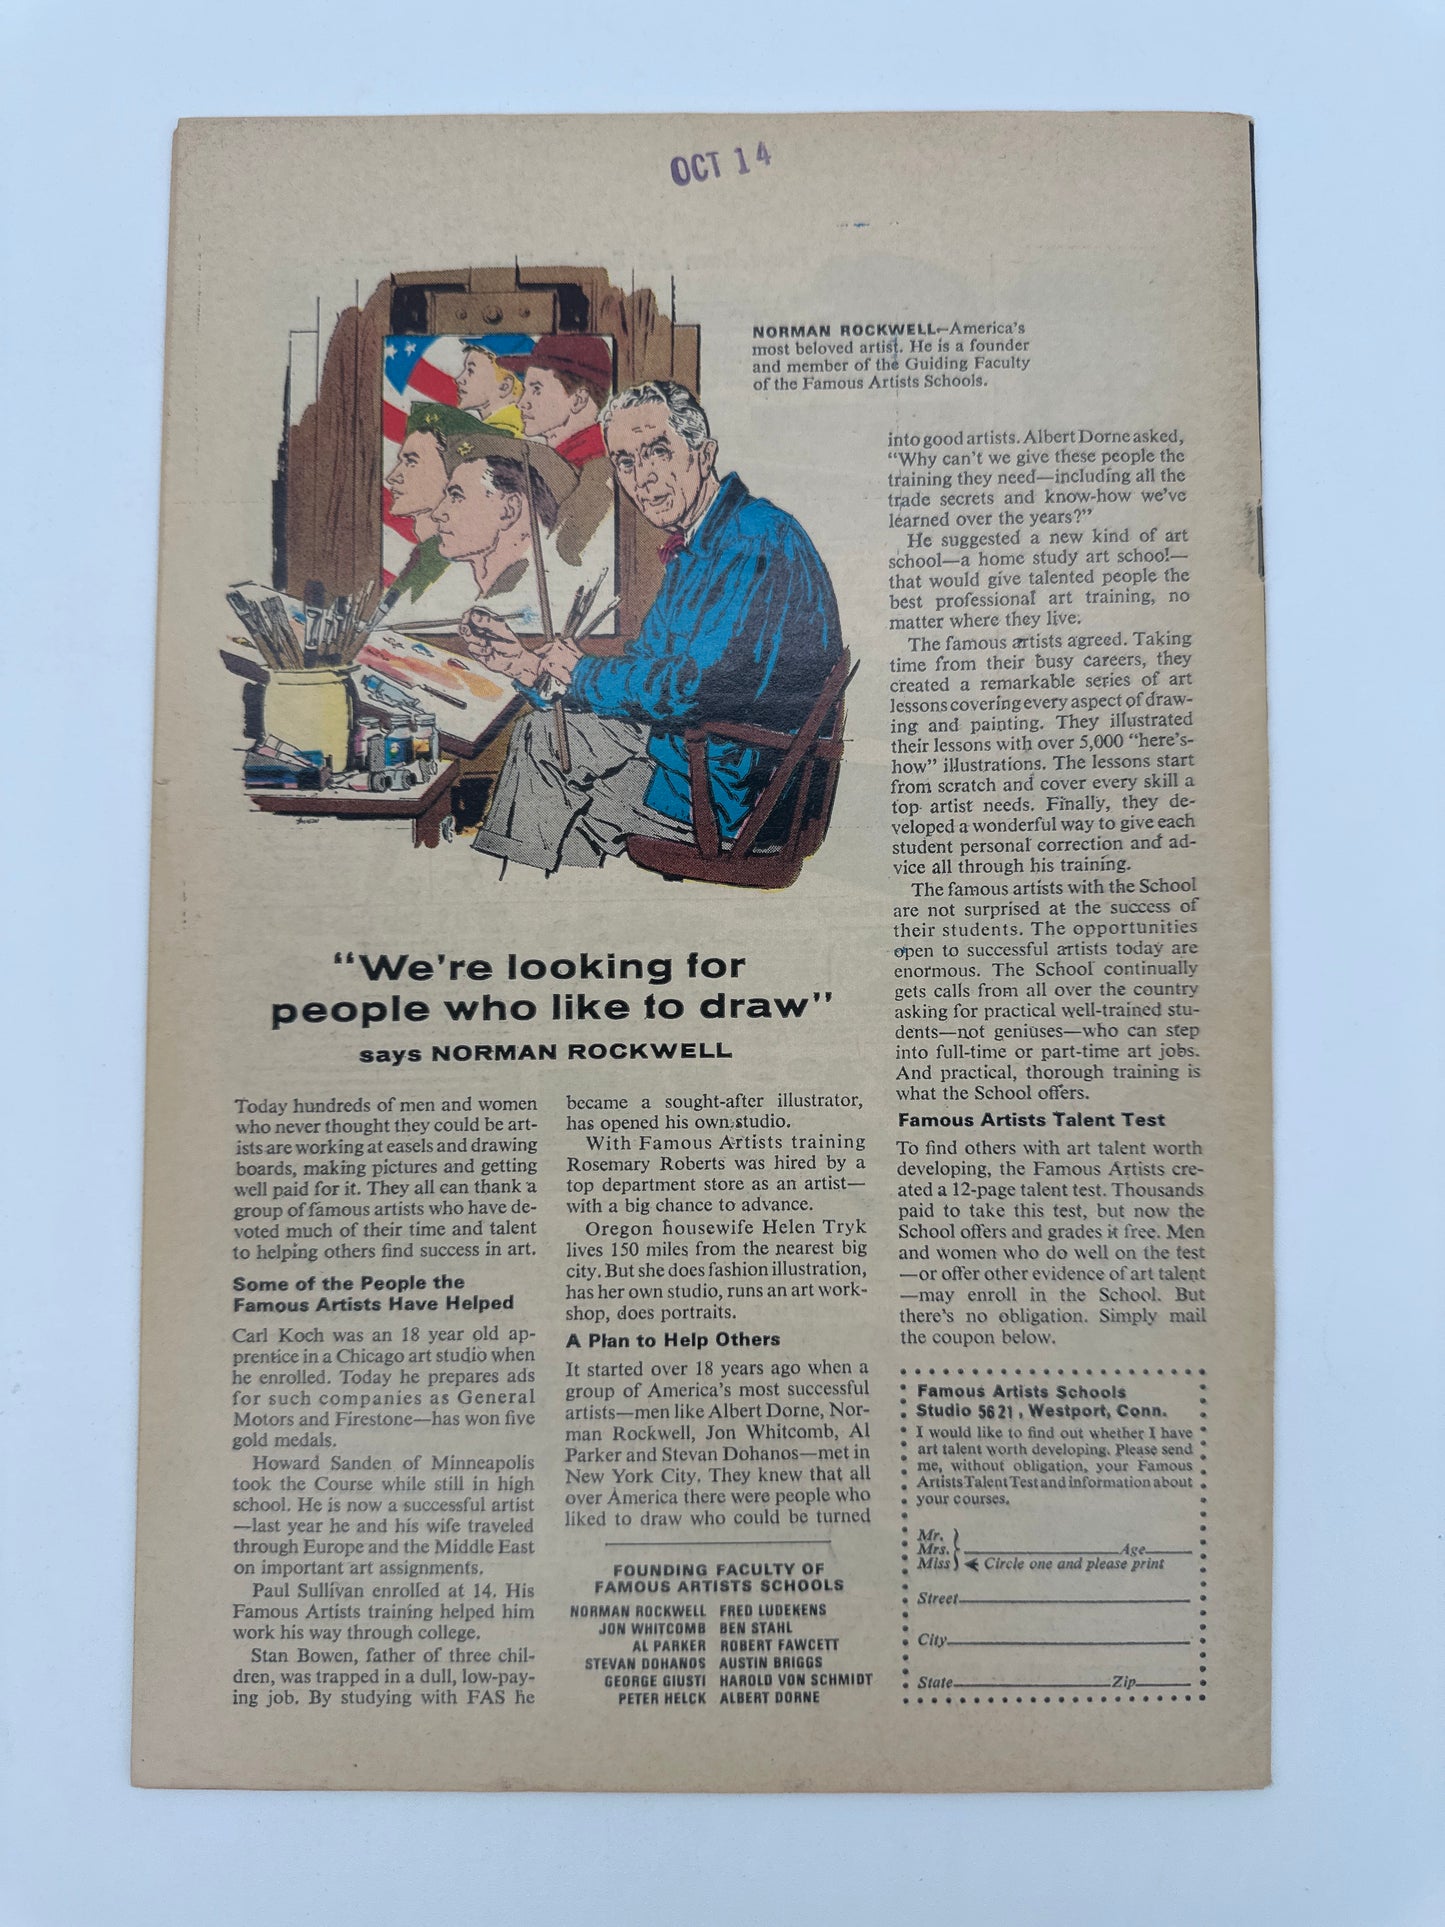 OCT 14
NORMAN ROCKWELL—America's
most beloved artist. He is a founder
and member of the Guiding Faculty
of the Famous Artists Schools.
"We're looking for
people who like to draw"
says NORMAN ROCKWELL
Today hundreds of men and women
who never thought they could be art-
ists are working at easels and drawing
boards, making pictures and getting
well paid for it. They all can thank a
group of famous artists who have de-
voted much of their time and talent
to helping others find success in art.
Some of the People the
Famous Artists Have Helped
Carl Koch was an 18 year old ap-
prentice in a Chicago art studio when
he enrolled. Today he prepares ads
for such companies as General
Motors and Firestone—has won five
gold medals.
Howard Sanden of Minneapolis
took the Course while still in high
school. He is now a successful artist
—last year he and his wife traveled
through Europe and the Middle East
on important art assignments.
Paul Sullivan enrolled at 14. His
Famous Artists training helped him
work his way through college.
Stan Bowen, father of three chil-
dren, was trapped in a dull, low-pay-
ing job. By studying with FAS he
became a sought-after illustrator,
has opened his own studio.
With Famous Artists training
Rosemary Roberts was hired by a
top department store as an artist—
with a big chance to advance.
Oregon housewife Helen Tryk
lives 150 miles from the nearest big
city. But she does fashion illustration,
has her own studio, runs an art work-
shop, does portraits.
A Plan to Help Others
It started over 18 years ago when a
group of America's most successful
artists—men like Albert Dorne, Nor-
man Rockwell, Jon Whitcomb, Al
Parker and Stevan Dohanos—met in
New York City. They knew that all
over America there were people who
liked to draw who could be turned
FOUNDING FACULTY OF
FAMOUS ARTISTS SCHOOLS
NORMAN ROCKWELL FRED LUDEKENS
JON WHITCOMB BEN STAHL
AL PARKER ROBERT FAWCETT
STEVAN DOHANOS AUSTIN BRIGGS
GEORGE GIUSTI HAROLD VON SCHMIDT
PETER HELCK ALBERT DORNE
into good artists. Albert Dorne asked,
"Why can't we give these people the
training they need—including all the
trade secrets and know-how we've
learned over the years?"
He suggested a new kind of art
school—a home study art school—
that would give talented people the
best professional art training, no
matter where they live.
The famous artists agreed. Taking
time from their busy careers, they
created a remarkable series of art
lessons covering every aspect of draw-
ing and painting. They illustrated
their lessons with over 5,000 "here's-
how" illustrations. The lessons start
from scratch and cover every skill a
top artist needs. Finally, they de-
veloped a wonderful way to give each
student personal correction and ad-
vice all through his training.
The famous artists with the School
are not surprised at the success of
their students. The opportunities
open to successful artists today are
enormous. The School continually
gets calls from all over the country
asking for practical well-trained stu-
dents—not geniuses—who can step
into full-time or part-time art jobs.
And practical, thorough training is
what the School offers.
Famous Artists Talent Test
To find others with art talent worth
developing, the Famous Artists cre-
ated a 12-page talent test. Thousands
paid to take this test, but now the
School offers and grades it free. Men
and women who do well on the test
—or offer other evidence of art talent
—may enroll in the School. But
there's no obligation. Simply mail
the coupon below.
Famous Artists Schools
Studio 5621, Westport, Conn.
I would like to find out whether I have
art talent worth developing. Please send
me, without obligation, your Famous
Artists Talent Test and information about
your courses.
Mr.
Mrs. Age
Miss Circle one and please print
Street
City
State Zip